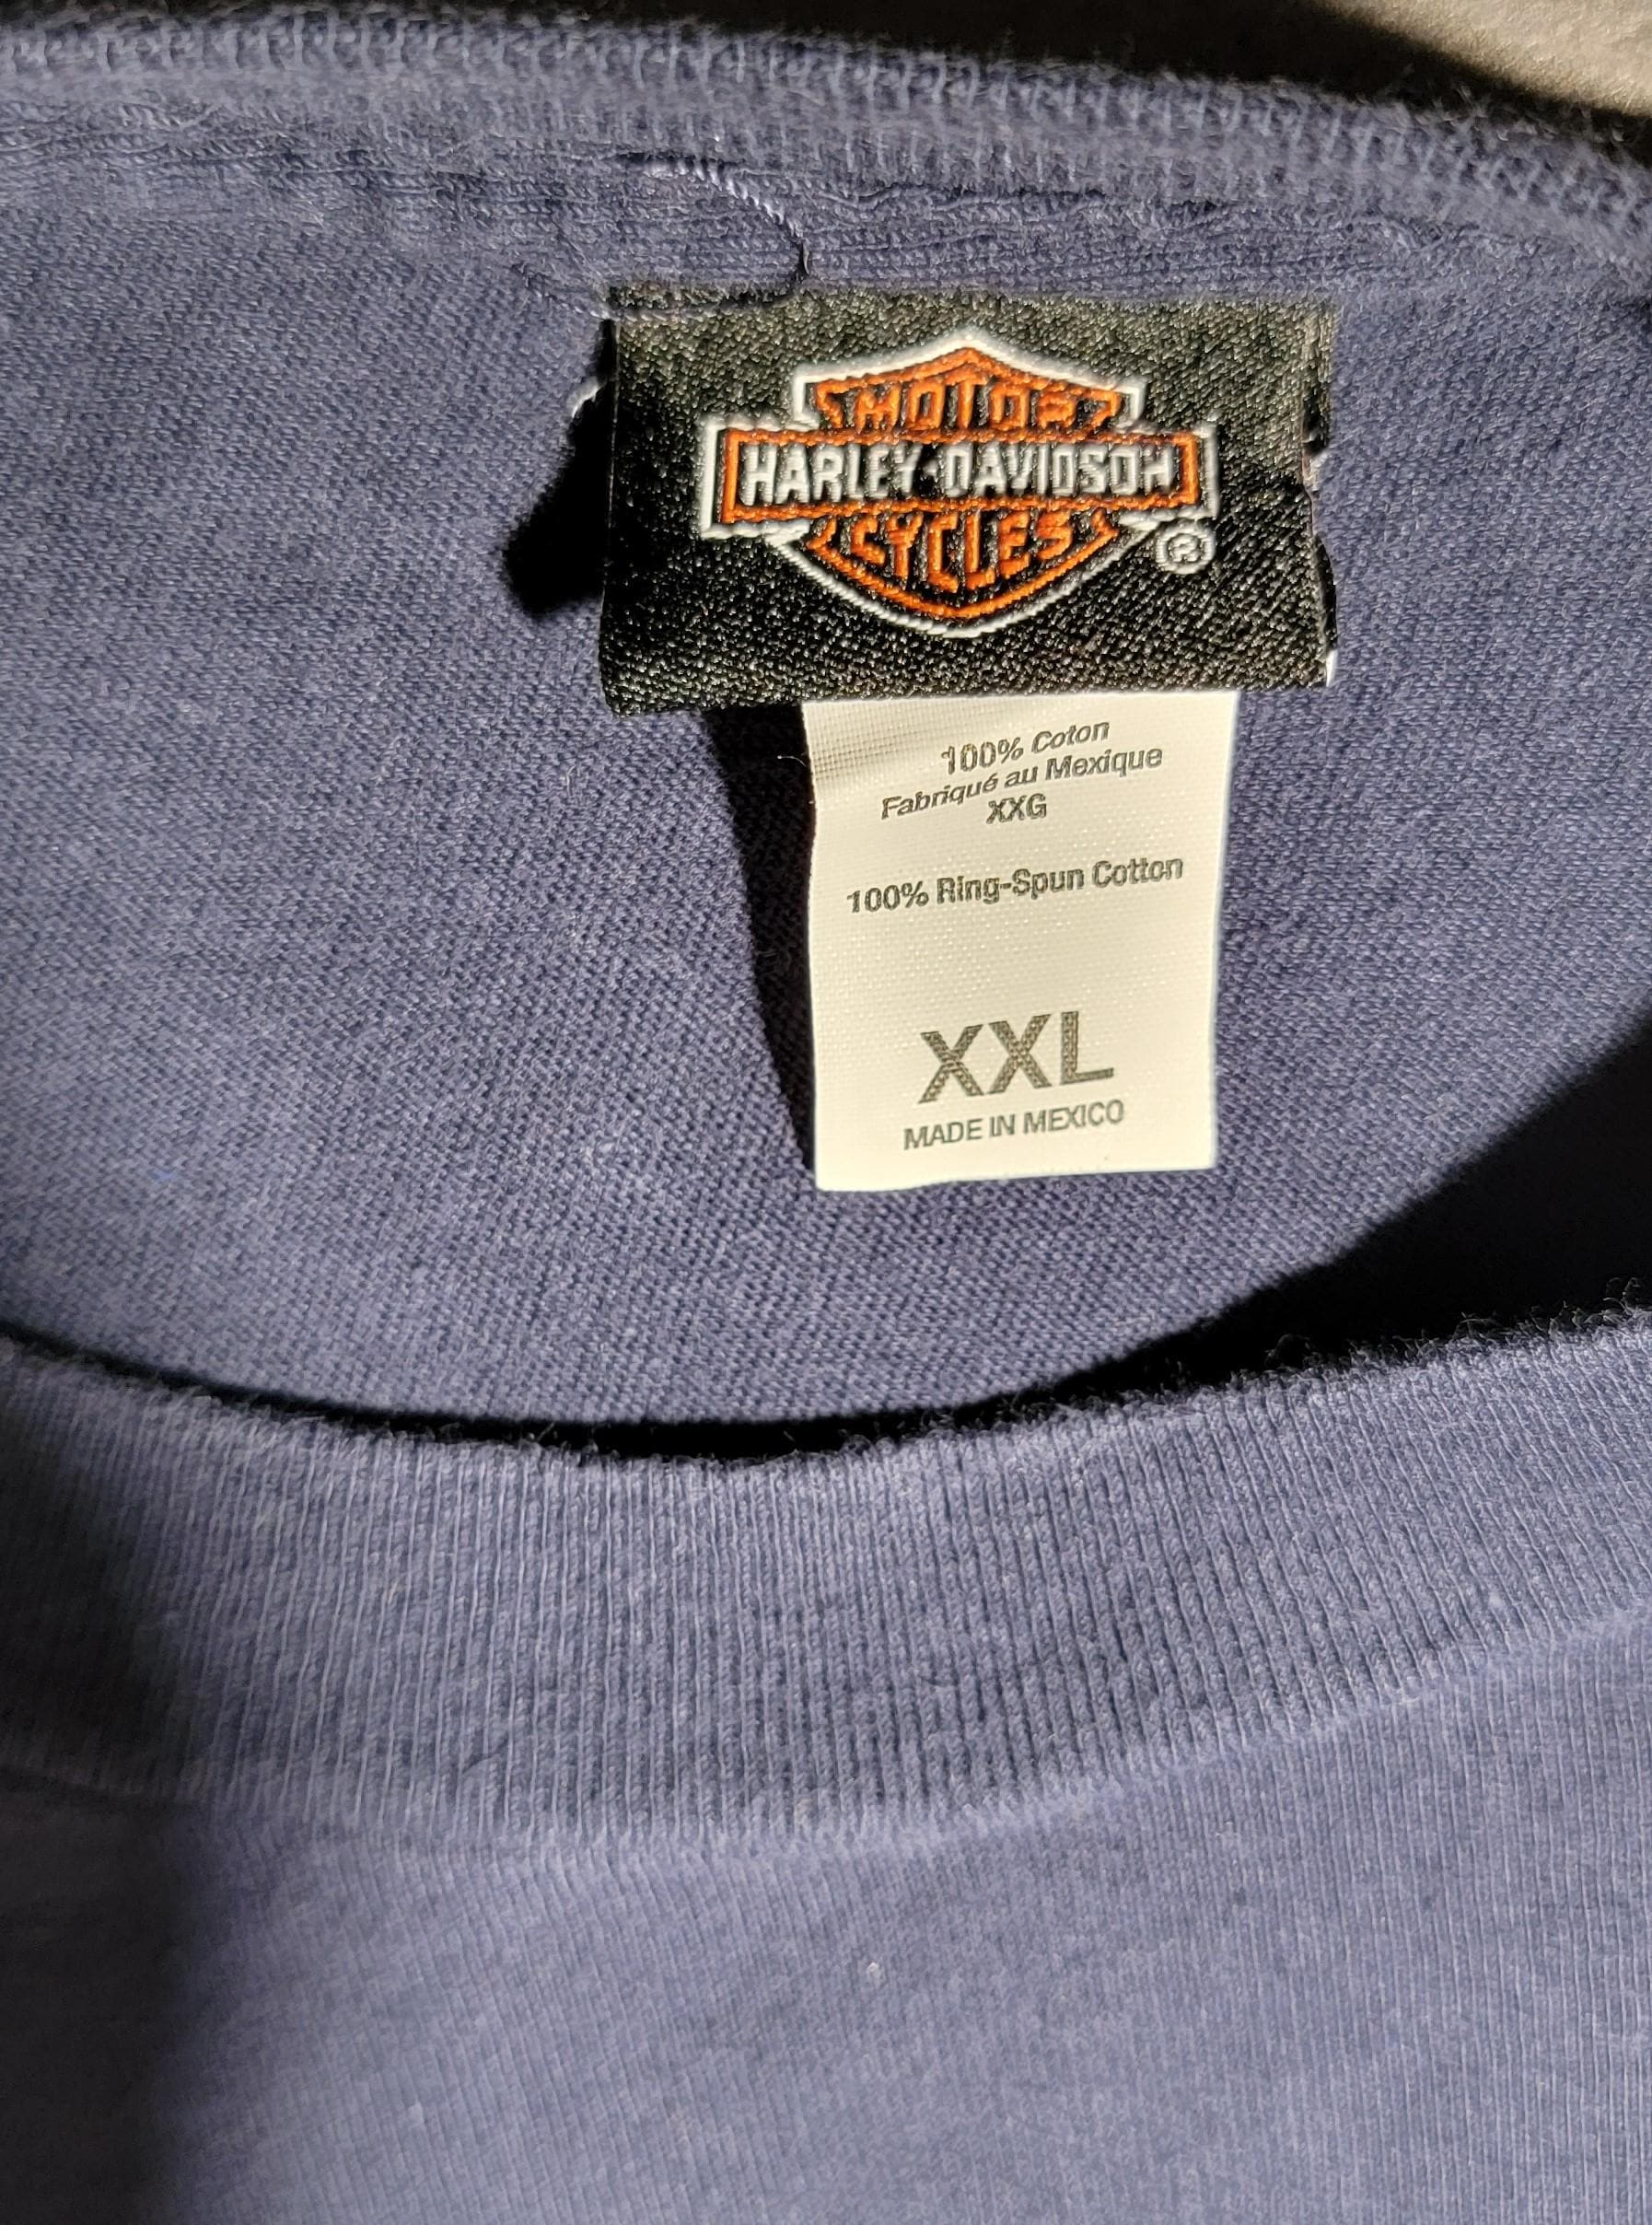 MOTOR
HARLEY-DAVIDSON
CYCLES
®
100% Coton
Fabriqué au Mexique
XXG
100% Ring-Spun Cotton
XXL
MADE IN MEXICO